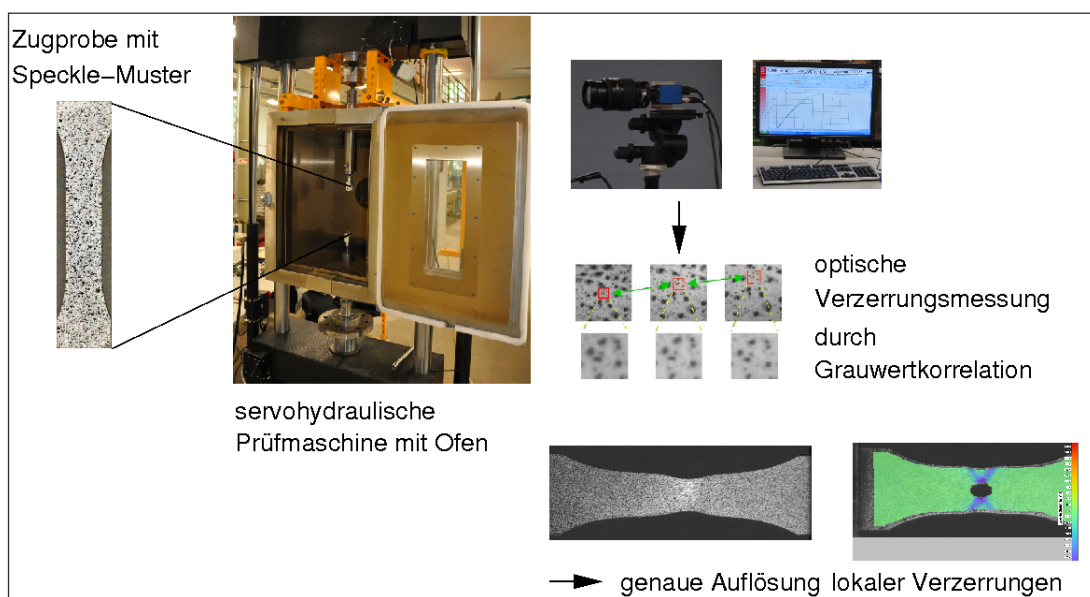 Zugprobe mit
Speckle–Muster
servohydraulische
Prüfmaschine mit Ofen
optische
Verzerrungsmessung
durch
Grauwertkorrelation
genaue Auflösung lokaler Verzerrungen